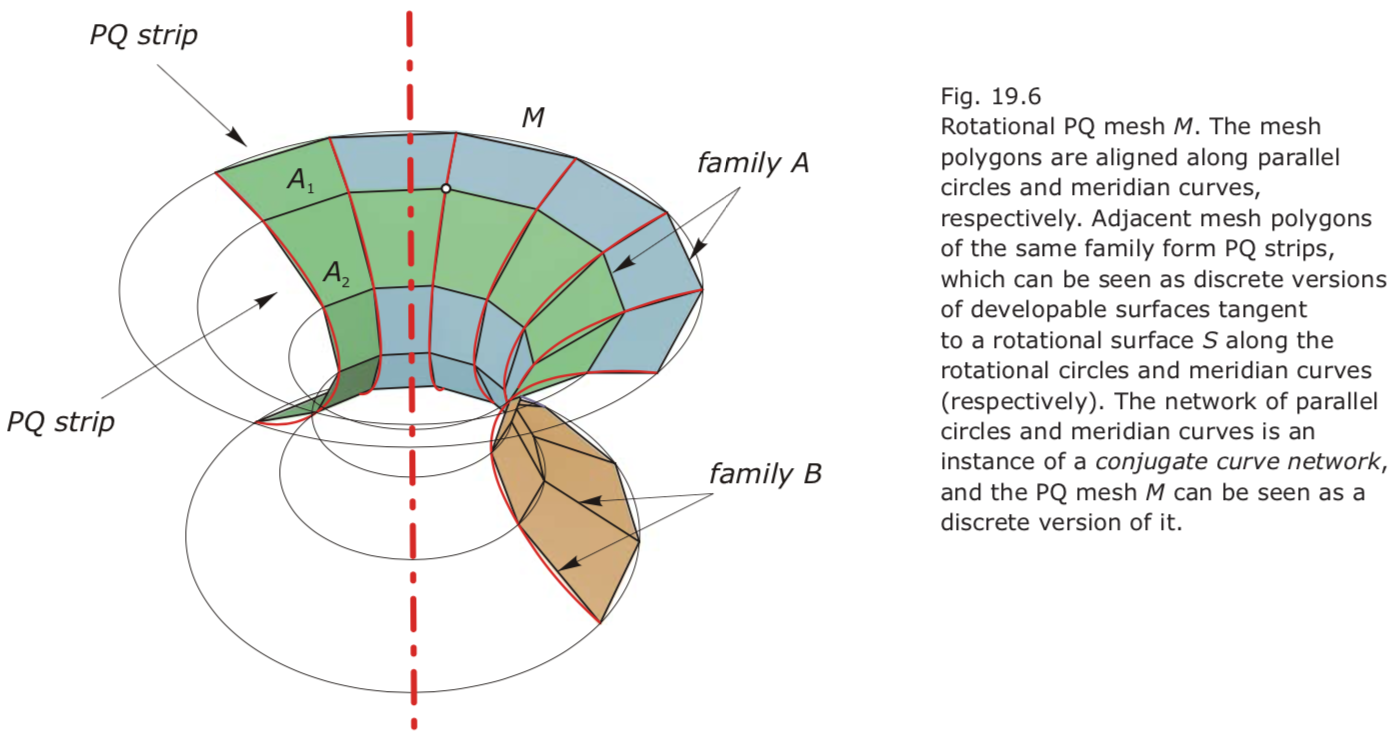 PQ strip
M
family A
A1
A2
PQ strip
family B
Fig. 19.6
Rotational PQ mesh M. The mesh
polygons are aligned along parallel
circles and meridian curves,
respectively. Adjacent mesh polygons
of the same family form PQ strips,
which can be seen as discrete versions
of developable surfaces tangent
to a rotational surface S along the
rotational circles and meridian curves
(respectively). The network of parallel
circles and meridian curves is an
instance of a conjugate curve network,
and the PQ mesh M can be seen as a
discrete version of it.